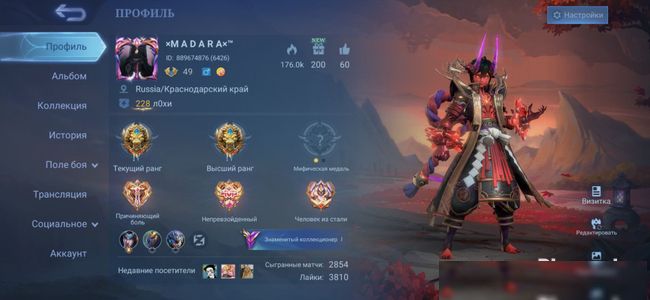 ПРОФИЛЬ
Настройки
Профиль
Альбом
Коллекция
История
Поле боя
Трансляция
Социальное
Аккаунт
×MADARA×™
ID: 889674876 (6426)
49
NEW
176.0k 200 60
Russia/Краснодарский край
228 л0хи
Текущий ранг
Высший ранг
Мифическая медаль
Причиняющий боль
Непревзойденный
Человек из стали
Знаменитый коллекционер
Недавние посетители
Сыгранные матчи: 2854
Лайки: 3810
Визитка
Редактировать